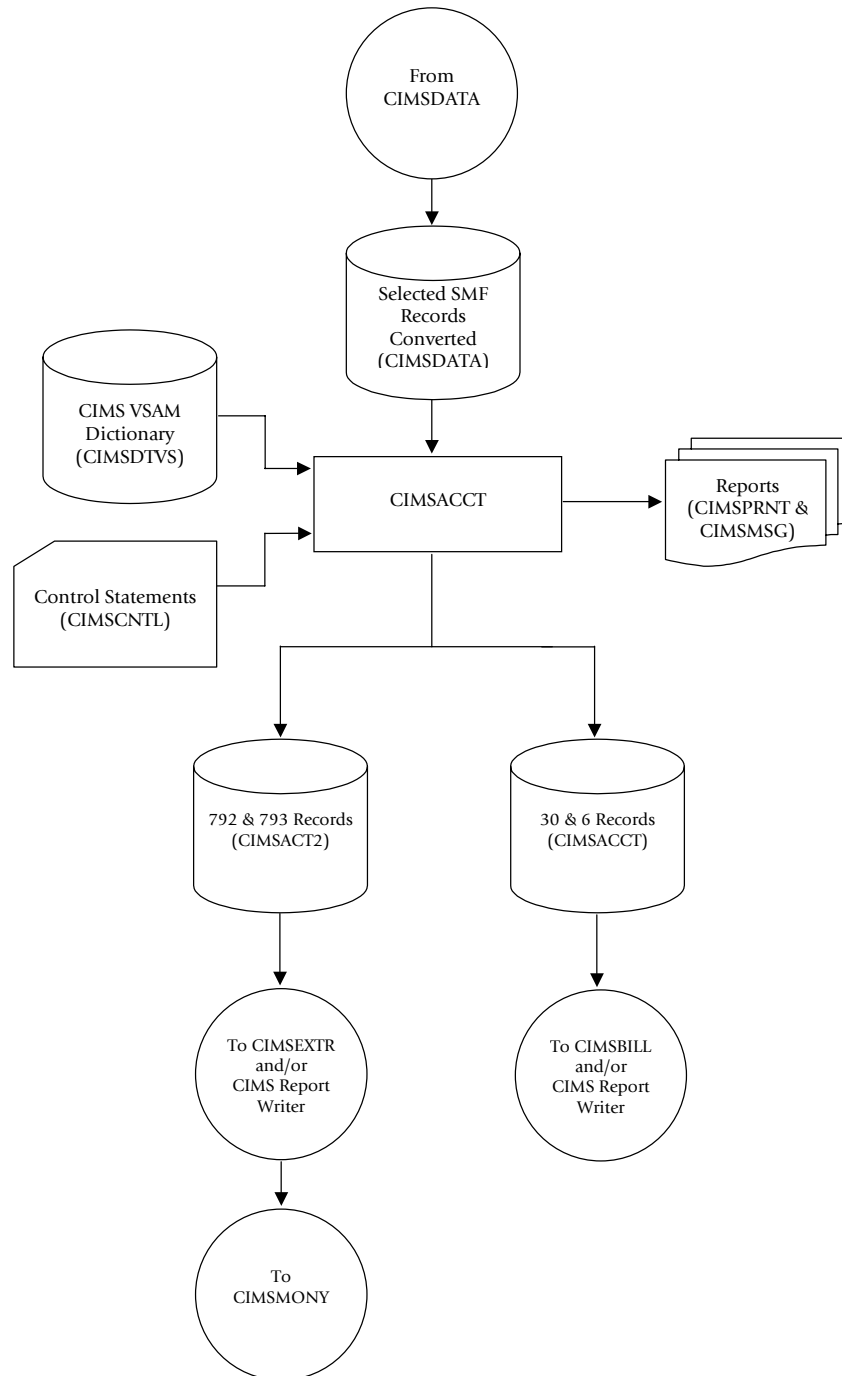 From
CIMSDATA
Selected SMF
Records
Converted
(CIMSDATA)
CIMS VSAM
Dictionary
(CIMSDTVS)
CIMSACCT
Reports
(CIMSPRNT &
CIMSMSG)
Control Statements
(CIMSCNTL)
792 & 793 Records
(CIMSACT2)
30 & 6 Records
(CIMSACCT)
To CIMSEXTR
and/or
CIMS Report
Writer
To CIMSBILL
and/or
CIMS Report
Writer
To
CIMSMONY